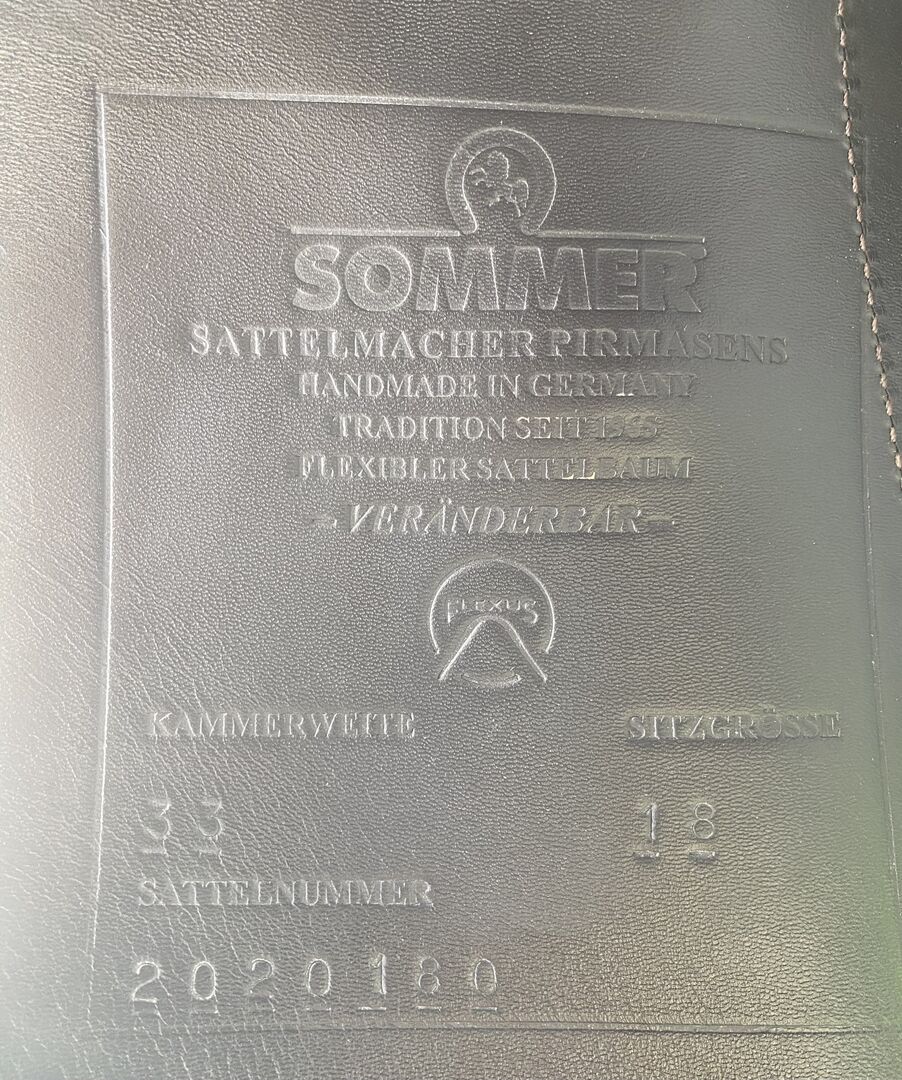 SOMMER
SATTELMACHER PIRMASENS
HANDMADE IN GERMANY
TRADITION SEIT
FLEXIBLER SATTELBAUM
- VERÄNDERBAR -
FLEXUS
KAMMERWEITE SITZGRÖSSE
33 18
SATTELNUMMER
2020180